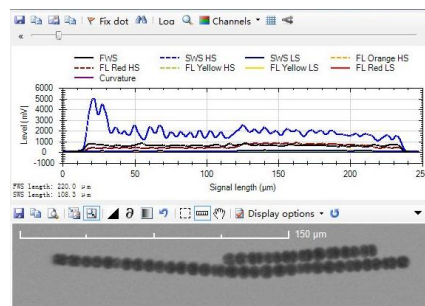 Fix dot Log Channels
«
FWS SWS HS SWS LS FL Orange HS
FL Red HS FL Yellow HS FL Yellow LS FL Red LS
Curvature
Level (mV)
6000
5000
4000
3000
2000
1000
0
-1000
0 50 100 150 200 25
Signal length (µm)
FWS length: 220.0 µm
SWS length: 108.3 µm
Display options
150 µm